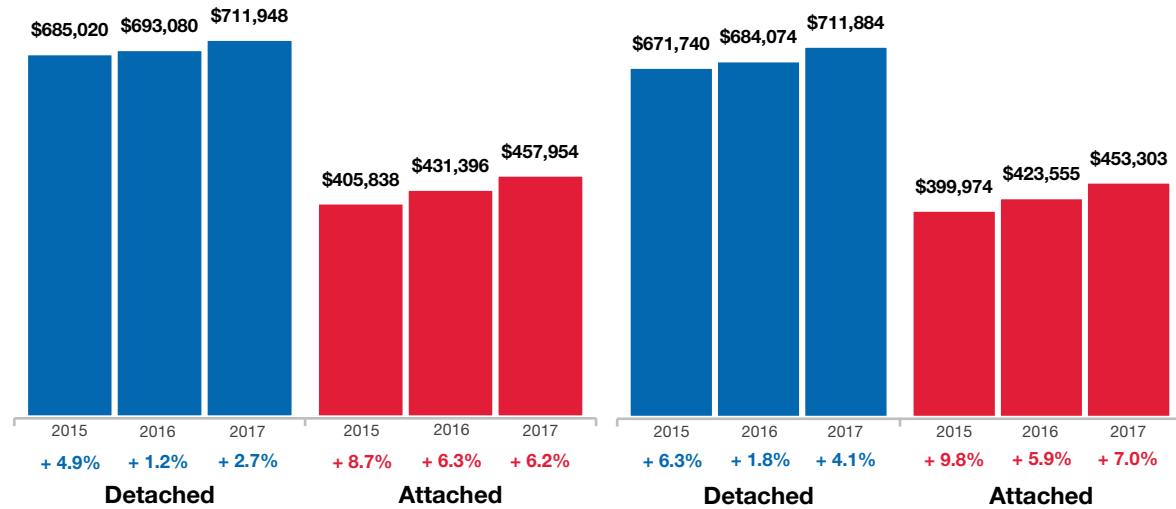 $685,020 $693,080 $711,948
$405,838 $431,396 $457,954
2015 2016 2017 2015 2016 2017
+ 4.9% + 1.2% + 2.7% + 8.7% + 6.3% + 6.2%
Detached Attached
$671,740 $684,074 $711,884
$399,974 $423,555 $453,303
2015 2016 2017 2015 2016 2017
+ 6.3% + 1.8% + 4.1% + 9.8% + 5.9% + 7.0%
Detached Attached